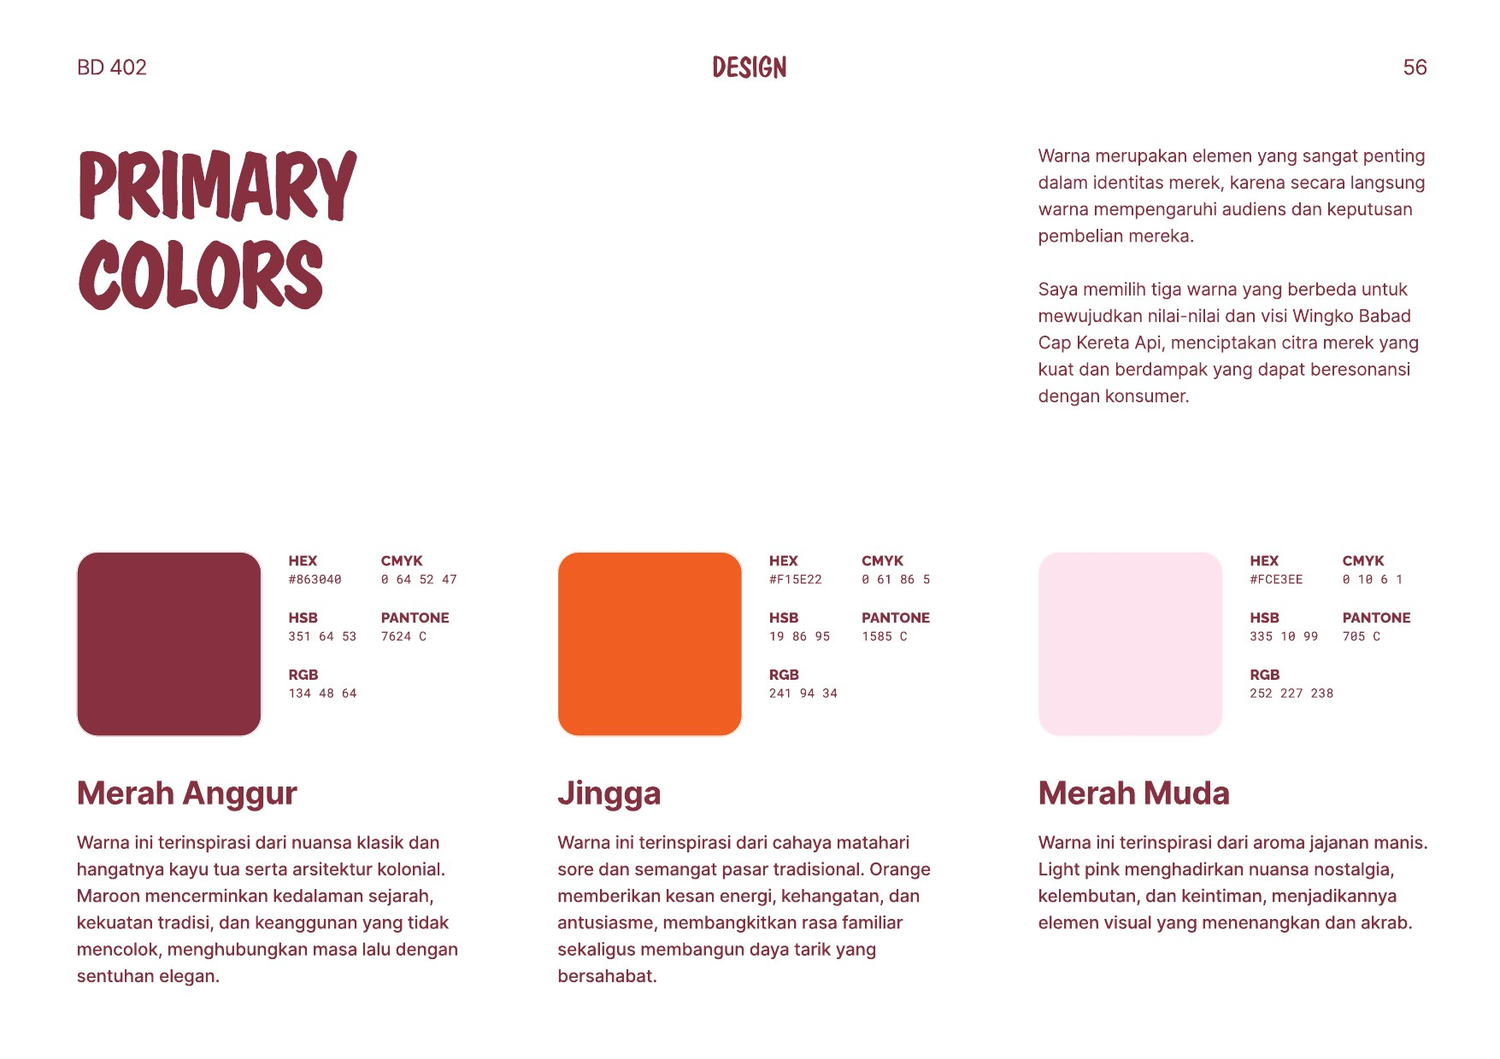 BD 402
DESIGN
56
PRIMARY
COLORS
Warna merupakan elemen yang sangat penting
dalam identitas merek, karena secara langsung
warna mempengaruhi audiens dan keputusan
pembelian mereka.
Saya memilih tiga warna yang berbeda untuk
mewujudkan nilai-nilai dan visi Wingko Babad
Cap Kereta Api, menciptakan citra merek yang
kuat dan berdampak yang dapat beresonansi
dengan konsumer.
HEX
#863040
CMYK
0 64 52 47
HSB
351 64 53
PANTONE
7624 C
RGB
134 48 64
Merah Anggur
Warna ini terinspirasi dari nuansa klasik dan
hangatnya kayu tua serta arsitektur kolonial.
Maroon mencerminkan kedalaman sejarah,
kekuatan tradisi, dan keanggunan yang tidak
mencolok, menghubungkan masa lalu dengan
sentuhan elegan.
HEX
#F15E22
CMYK
0 61 86 5
HSB
19 86 95
PANTONE
1585 C
RGB
241 94 34
Jingga
Warna ini terinspirasi dari cahaya matahari
sore dan semangat pasar tradisional. Orange
memberikan kesan energi, kehangatan, dan
antusiasme, membangkitkan rasa familiar
sekaligus membangun daya tarik yang
bersahabat.
HEX
#FCE3EE
CMYK
0 10 6 1
HSB
335 10 99
PANTONE
705 C
RGB
252 227 238
Merah Muda
Warna ini terinspirasi dari aroma jajanan manis.
Light pink menghadirkan nuansa nostalgia,
kelembutan, dan keintiman, menjadikannya
elemen visual yang menenangkan dan akrab.